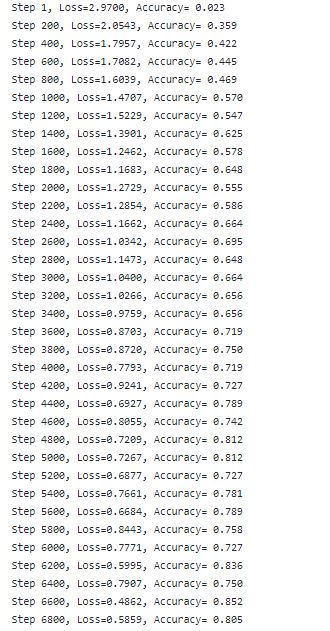 Step 1, Loss=2.9700, Accuracy= 0.023
Step 200, Loss=2.0543, Accuracy= 0.359
Step 400, Loss=1.7957, Accuracy= 0.422
Step 600, Loss=1.7082, Accuracy= 0.445
Step 800, Loss=1.6039, Accuracy= 0.469
Step 1000, Loss=1.4707, Accuracy= 0.570
Step 1200, Loss=1.5229, Accuracy= 0.547
Step 1400, Loss=1.3901, Accuracy= 0.625
Step 1600, Loss=1.2462, Accuracy= 0.578
Step 1800, Loss=1.1683, Accuracy= 0.648
Step 2000, Loss=1.2729, Accuracy= 0.555
Step 2200, Loss=1.2854, Accuracy= 0.586
Step 2400, Loss=1.1662, Accuracy= 0.664
Step 2600, Loss=1.0342, Accuracy= 0.695
Step 2800, Loss=1.1473, Accuracy= 0.648
Step 3000, Loss=1.0400, Accuracy= 0.664
Step 3200, Loss=1.0266, Accuracy= 0.656
Step 3400, Loss=0.9759, Accuracy= 0.656
Step 3600, Loss=0.8703, Accuracy= 0.719
Step 3800, Loss=0.8720, Accuracy= 0.750
Step 4000, Loss=0.7793, Accuracy= 0.719
Step 4200, Loss=0.9241, Accuracy= 0.727
Step 4400, Loss=0.6927, Accuracy= 0.789
Step 4600, Loss=0.8055, Accuracy= 0.742
Step 4800, Loss=0.7209, Accuracy= 0.812
Step 5000, Loss=0.7267, Accuracy= 0.812
Step 5200, Loss=0.6877, Accuracy= 0.727
Step 5400, Loss=0.7661, Accuracy= 0.781
Step 5600, Loss=0.6684, Accuracy= 0.789
Step 5800, Loss=0.8443, Accuracy= 0.758
Step 6000, Loss=0.7771, Accuracy= 0.727
Step 6200, Loss=0.5995, Accuracy= 0.836
Step 6400, Loss=0.7907, Accuracy= 0.750
Step 6600, Loss=0.4862, Accuracy= 0.852
Step 6800, Loss=0.5859, Accuracy= 0.805